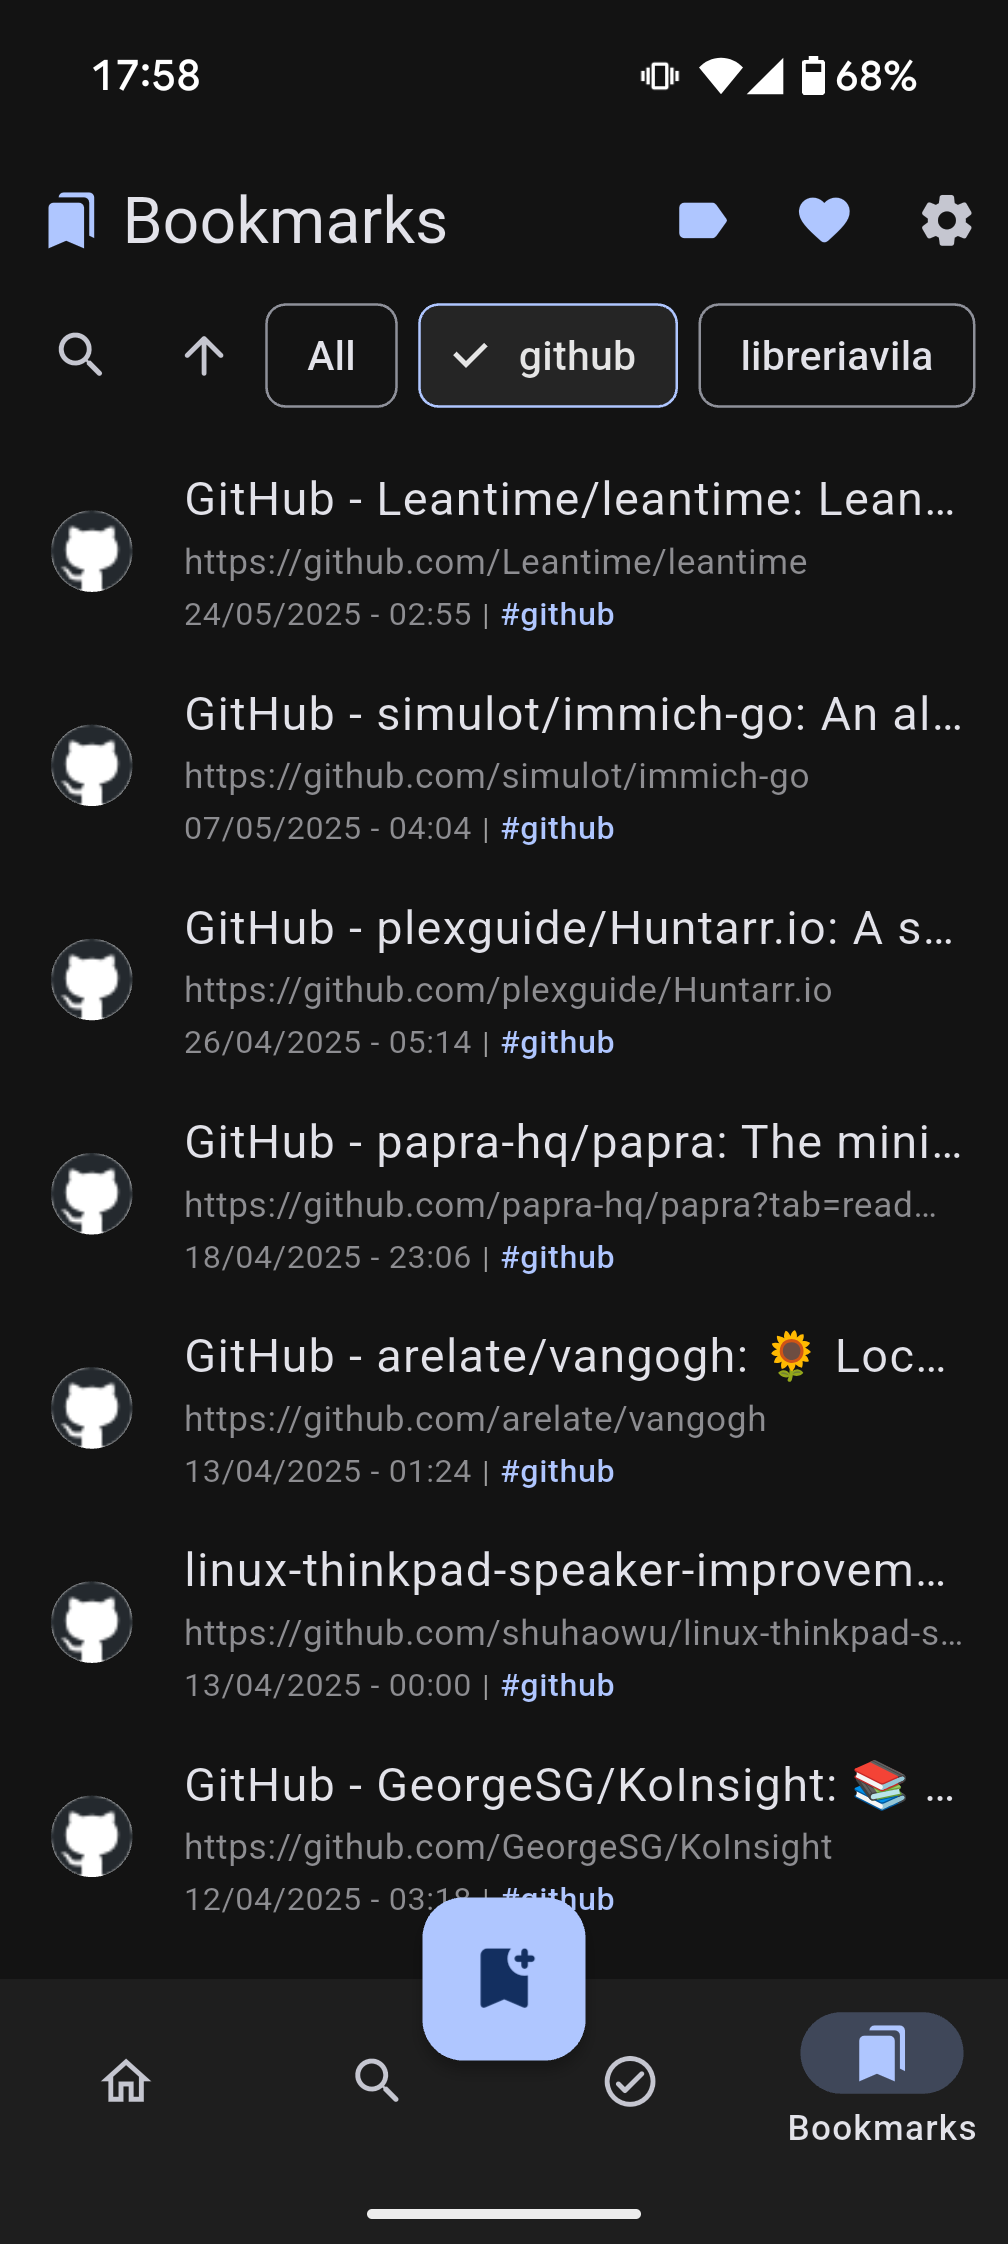 17:58 68%
Bookmarks
All github libreriavila
GitHub - Leantime/leantime: Lean…
https://github.com/Leantime/leantime
24/05/2025 - 02:55 | #github
GitHub - simulot/immich-go: An al…
https://github.com/simulot/immich-go
07/05/2025 - 04:04 | #github
GitHub - plexguide/Huntarr.io: A s…
https://github.com/plexguide/Huntarr.io
26/04/2025 - 05:14 | #github
GitHub - papra-hq/papra: The mini…
https://github.com/papra-hq/papra?tab=read…
18/04/2025 - 23:06 | #github
GitHub - arelate/vangogh: 🌻 Loc…
https://github.com/arelate/vangogh
13/04/2025 - 01:24 | #github
linux-thinkpad-speaker-improvem…
https://github.com/shuhaowu/linux-thinkpad-s…
13/04/2025 - 00:00 | #github
GitHub - GeorgeSG/KoInsight: 📚 …
https://github.com/GeorgeSG/KoInsight
12/04/2025 - 03:18 | #github
Bookmarks